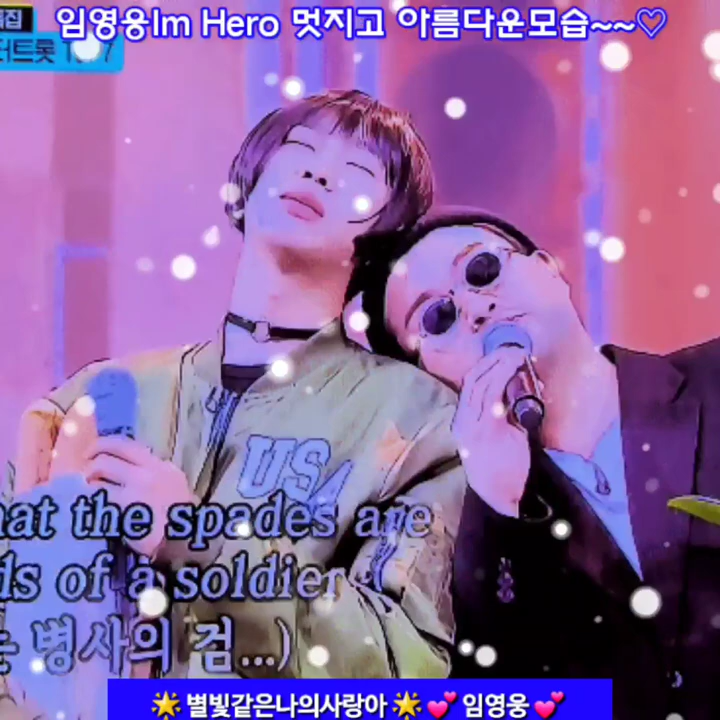 임영웅Im Hero 멋지고 아름다운모습~~♡
hat the spades are
ds of a soldier
는 병사의 검...)
USA
🌟별빛같은나의사랑아🌟💕임영웅💕